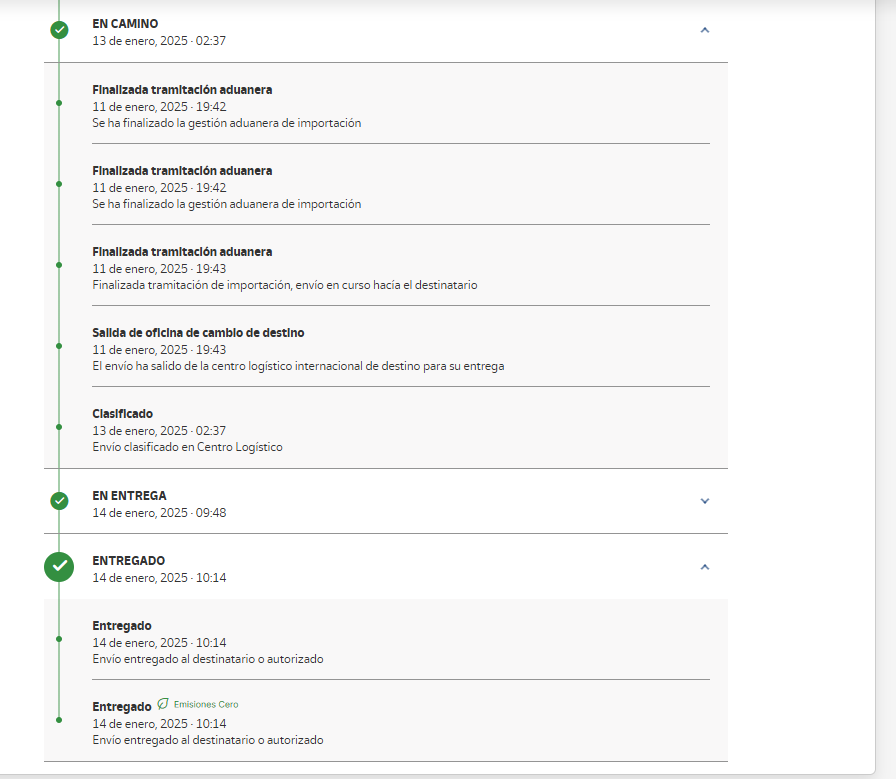 EN CAMINO
13 de enero, 2025 · 02:37
Finalizada tramitación aduanera
11 de enero, 2025 · 19:42
Se ha finalizado la gestión aduanera de importación
Finalizada tramitación aduanera
11 de enero, 2025 · 19:42
Se ha finalizado la gestión aduanera de importación
Finalizada tramitación aduanera
11 de enero, 2025 · 19:43
Finalizada tramitación de importación, envío en curso hacía el destinatario
Salida de oficina de cambio de destino
11 de enero, 2025 · 19:43
El envío ha salido de la centro logístico internacional de destino para su entrega
Clasificado
13 de enero, 2025 · 02:37
Envío clasificado en Centro Logístico
EN ENTREGA
14 de enero, 2025 · 09:48
ENTREGADO
14 de enero, 2025 · 10:14
Entregado
14 de enero, 2025 · 10:14
Envío entregado al destinatario o autorizado
Entregado Emisiones Cero
14 de enero, 2025 · 10:14
Envío entregado al destinatario o autorizado